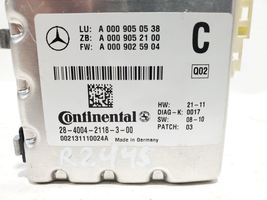 LU: A 000 905 05 38
ZB: A 000 905 21 00
FW: A 000 902 59 04
C
Q02
Continental
28-4004-2118-3-00
002131110024A
Made in Germany
HW: 21-11
DIAG-K: 0017
SW: 08-10
PATCH: 03
R2995